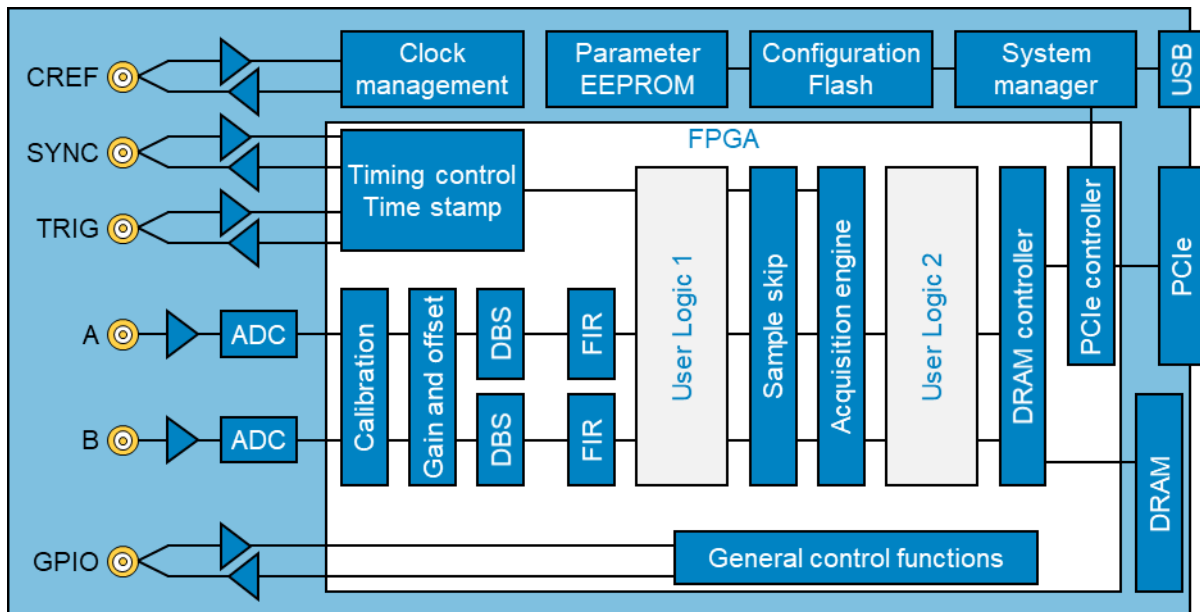 CREF
Clock
management
Parameter
EEPROM
Configuration
Flash
System
manager
USB
SYNC
FPGA
Timing control
Time stamp
TRIG
User Logic 1
Sample skip
Acquisition engine
User Logic 2
DRAM controller
PCIe controller
PCIe
A
ADC
Calibration
Gain and offset
DBS
FIR
B
ADC
DBS
FIR
DRAM
GPIO
General control functions